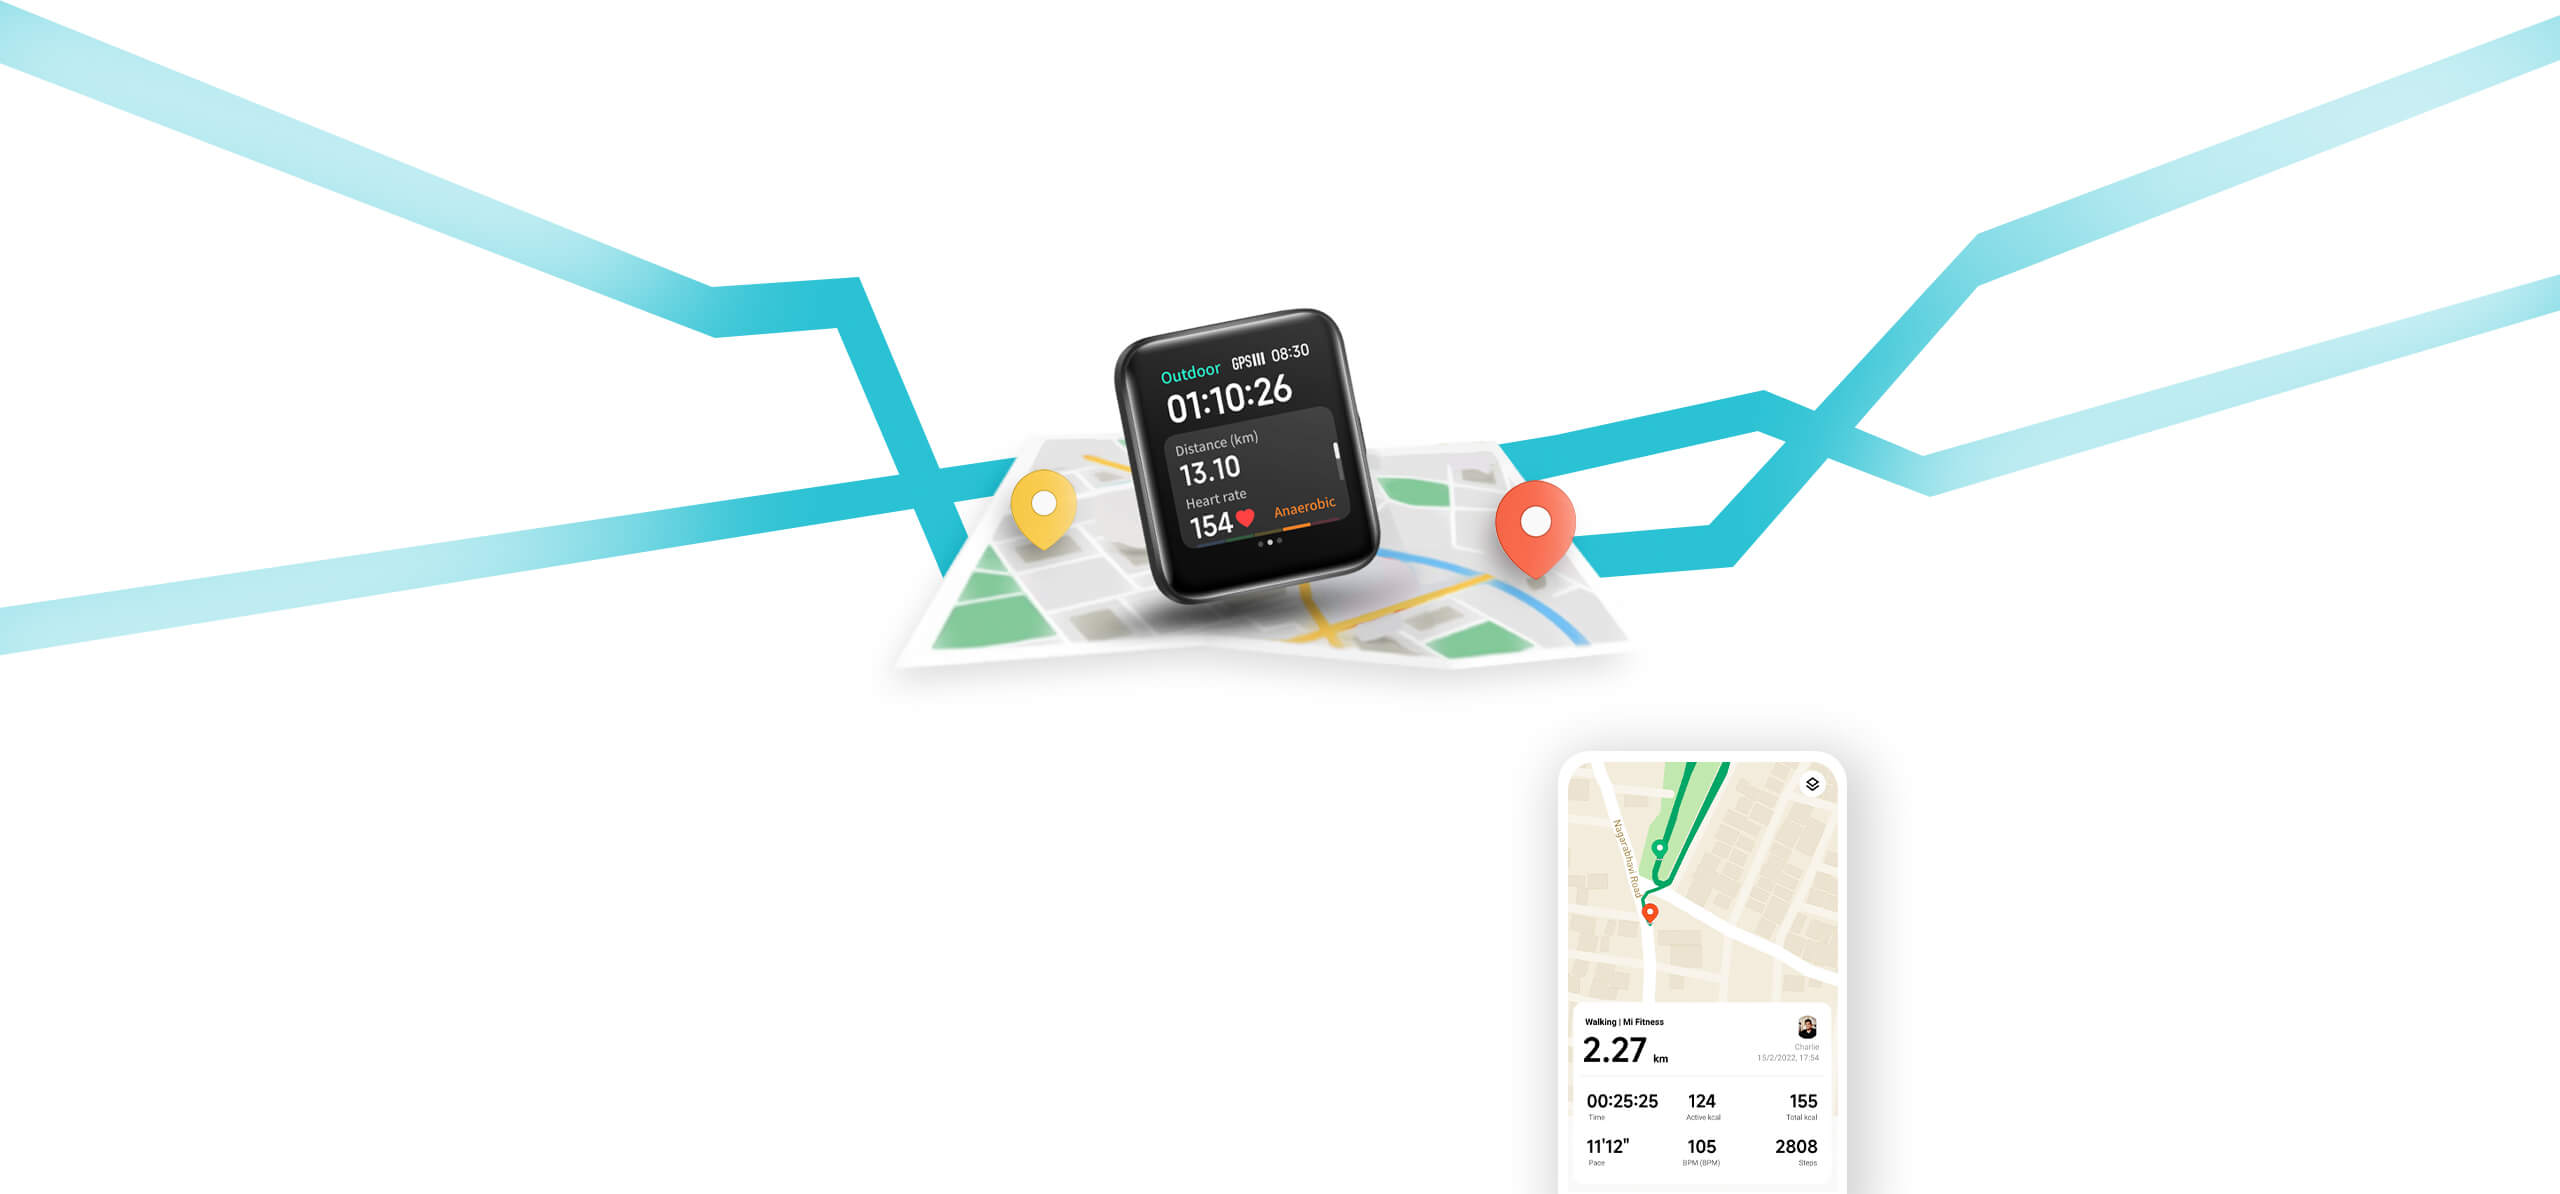 Outdoor GPS 08:30
01:10:26
Distance (km)
13.10
Heart rate
154 Anaerobic
Nagarabhavi Road
Walking | Mi Fitness
2.27 km
Charlie
15/2/2022, 17:54
00:25:25 124 155
Time Active kcal Total kcal
11'12" 105 2808
Pace BPM (BPM) Steps